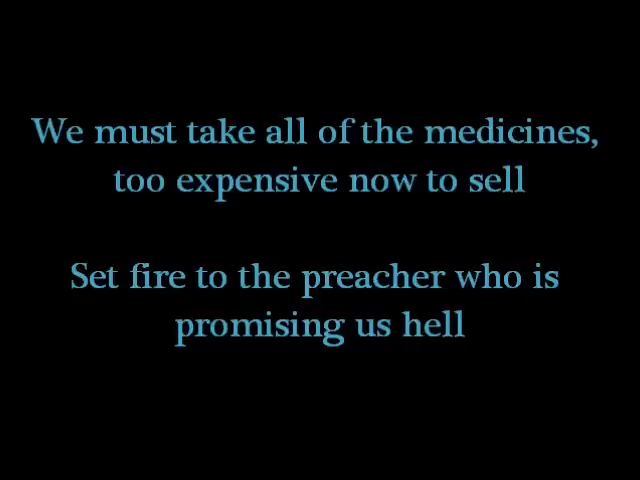 We must take all of the medicines,
too expensive now to sell
Set fire to the preacher who is
promising us hell